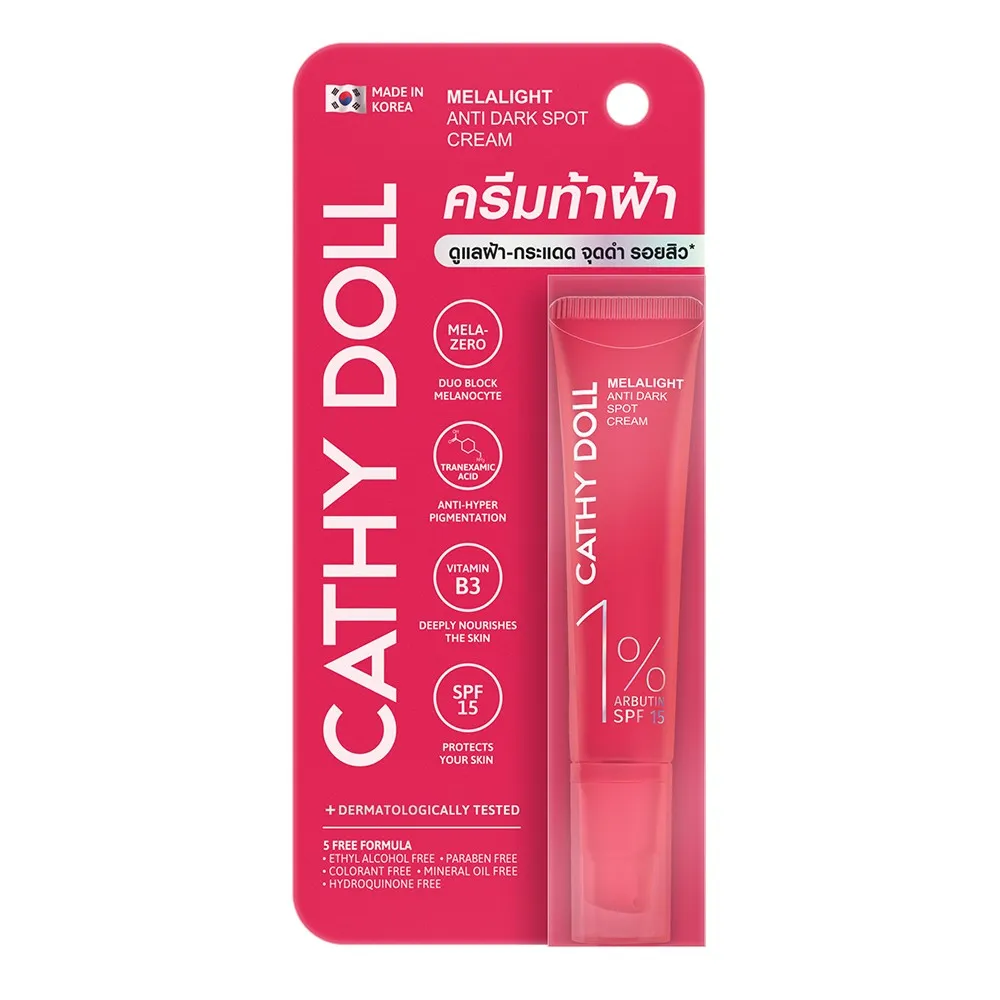 MADE IN
KOREA
MELALIGHT
ANTI DARK SPOT
CREAM
CATHY DOLL
ครีมท้าฝ้า
ดูแลฝ้า-กระแดด จุดดำ รอยสิว*
MELA-
ZERO
DUO BLOCK
MELANOCYTE
TRANEXAMIC
ACID
ANTI-HYPER
PIGMENTATION
VITAMIN
B3
DEEPLY NOURISHES
THE SKIN
SPF
15
PROTECTS
YOUR SKIN
+ DERMATOLOGICALLY TESTED
5 FREE FORMULA
• ETHYL ALCOHOL FREE • PARABEN FREE
• COLORANT FREE • MINERAL OIL FREE
• HYDROQUINONE FREE
CATHY DOLL
MELALIGHT
ANTI DARK
SPOT
CREAM
1%
ARBUTIN
SPF 15